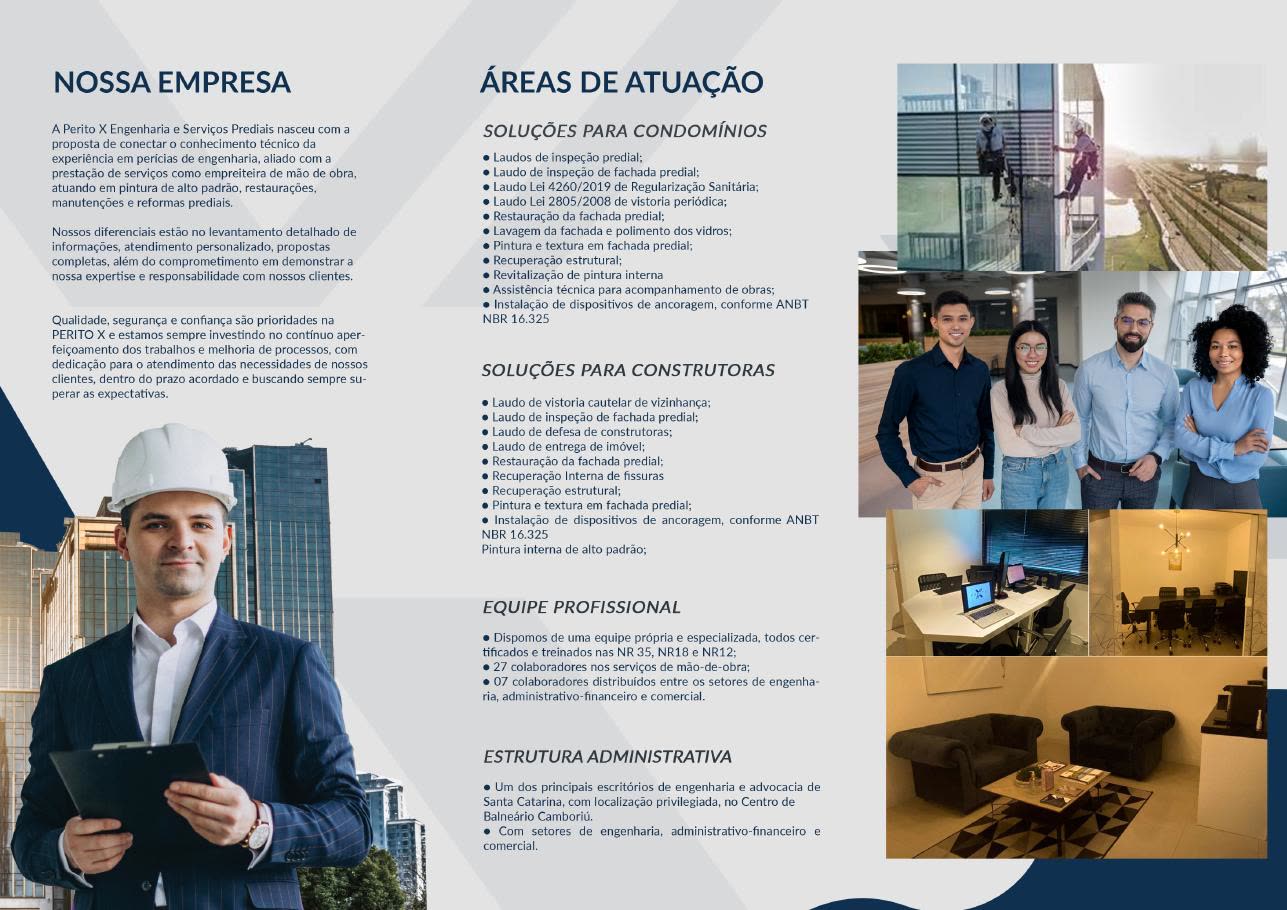 NOSSA EMPRESA
A Perito X Engenharia e Serviços Prediais nasceu com a
proposta de conectar o conhecimento técnico da
experiência em perícias de engenharia, aliado com a
prestação de serviços como empreiteira de mão de obra,
atuando em pintura de alto padrão, restaurações,
manutenções e reformas prediais.
Nossos diferenciais estão no levantamento detalhado de
informações, atendimento personalizado, propostas
completas, além do comprometimento em demonstrar a
nossa expertise e responsabilidade com nossos clientes.
Qualidade, segurança e confiança são prioridades na
PERITO X e estamos sempre investindo no contínuo aper-
feiçoamento dos trabalhos e melhoria de processos, com
dedicação para o atendimento das necessidades de nossos
clientes, dentro do prazo acordado e buscando sempre su-
perar as expectativas.
ÁREAS DE ATUAÇÃO
SOLUÇÕES PARA CONDOMÍNIOS
● Laudos de inspeção predial;
● Laudo de inspeção de fachada predial;
● Laudo Lei 4260/2019 de Regularização Sanitária;
● Laudo Lei 2805/2008 de vistoria periódica;
● Restauração da fachada predial;
● Lavagem da fachada e polimento dos vidros;
● Pintura e textura em fachada predial;
● Recuperação estrutural;
● Revitalização de pintura interna
● Assistência técnica para acompanhamento de obras;
● Instalação de dispositivos de ancoragem, conforme ANBT
NBR 16.325
SOLUÇÕES PARA CONSTRUTORAS
● Laudo de vistoria cautelar de vizinhança;
● Laudo de inspeção de fachada predial;
● Laudo de defesa de construtoras;
● Laudo de entrega de imóvel;
● Restauração da fachada predial;
● Recuperação Interna de fissuras
● Recuperação estrutural;
● Pintura e textura em fachada predial;
● Instalação de dispositivos de ancoragem, conforme ANBT
NBR 16.325
Pintura interna de alto padrão;
EQUIPE PROFISSIONAL
● Dispomos de uma equipe própria e especializada, todos cer-
tificados e treinados nas NR 35, NR18 e NR12;
● 27 colaboradores nos serviços de mão-de-obra;
● 07 colaboradores distribuídos entre os setores de engenha-
ria, administrativo-financeiro e comercial.
ESTRUTURA ADMINISTRATIVA
● Um dos principais escritórios de engenharia e advocacia de
Santa Catarina, com localização privilegiada, no Centro de
Balneário Camboriú.
● Com setores de engenharia, administrativo-financeiro e
comercial.